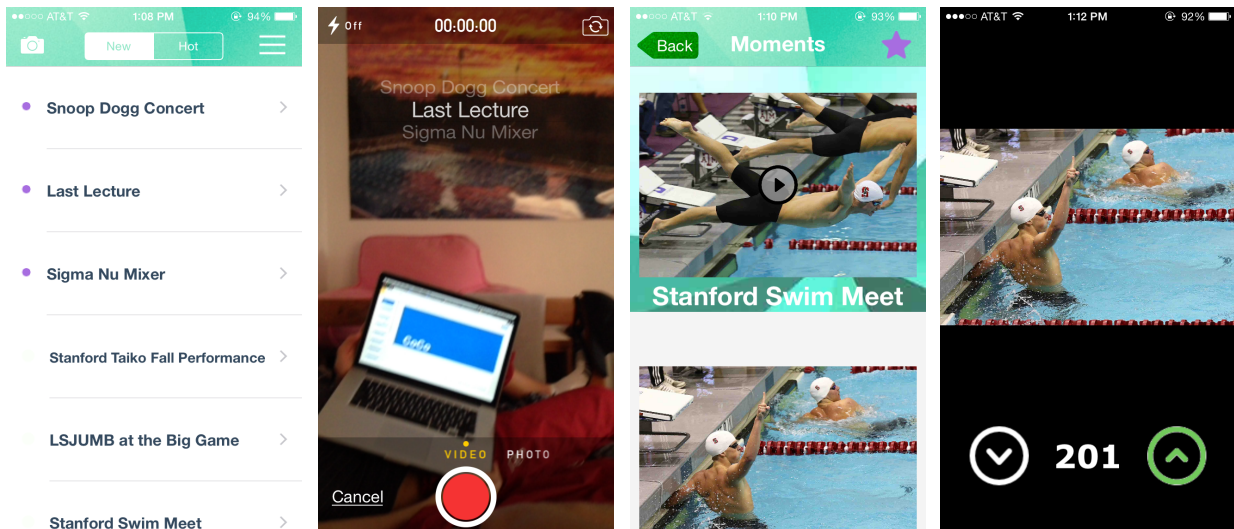 AT&T 1:08 PM 94%
New Hot
Snoop Dogg Concert
Last Lecture
Sigma Nu Mixer
Stanford Taiko Fall Performance
LSJUMB at the Big Game
Stanford Swim Meet
Off 00:00:00
Snoop Dogg Concert
Last Lecture
Sigma Nu Mixer
GoGo
VIDEO PHOTO
Cancel
AT&T 1:10 PM 93%
Back Moments
S
Stanford Swim Meet
S
AT&T 1:12 PM 92%
S
201